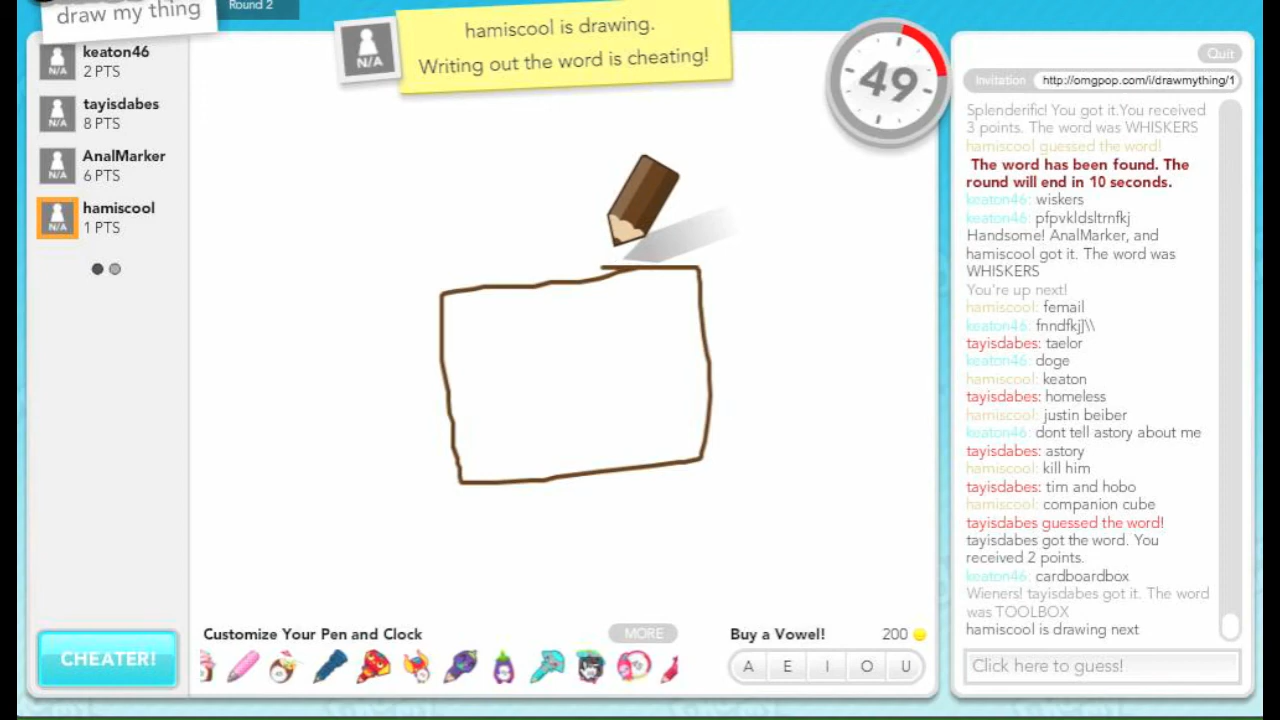 draw my thing
Round 2
hamiscool is drawing.
Writing out the word is cheating!
N/A
49
keaton46
2 PTS
N/A
tayisdabes
8 PTS
N/A
AnalMarker
6 PTS
N/A
hamiscool
1 PTS
N/A
CHEATER!
Customize Your Pen and Clock
MORE
Buy a Vowel!
200
A E I O U
Quit
Invitation http://omgpop.com/i/drawmything/1
Splenderific! You got it.You received
3 points. The word was WHISKERS
hamiscool guessed the word!
The word has been found. The
round will end in 10 seconds.
keaton46: wiskers
keaton46: pfpvkldsltrnfkj
Handsome! AnalMarker, and
hamiscool got it. The word was
WHISKERS
You're up next!
hamiscool: femail
keaton46: fnndfkj]\\
tayisdabes: taelor
keaton46: doge
hamiscool: keaton
tayisdabes: homeless
hamiscool: justin beiber
keaton46: dont tell astory about me
tayisdabes: astory
hamiscool: kill him
tayisdabes: tim and hobo
hamiscool: companion cube
tayisdabes guessed the word!
tayisdabes got the word. You
received 2 points.
keaton46: cardboardbox
Wieners! tayisdabes got it. The word
was TOOLBOX
hamiscool is drawing next
Click here to guess!